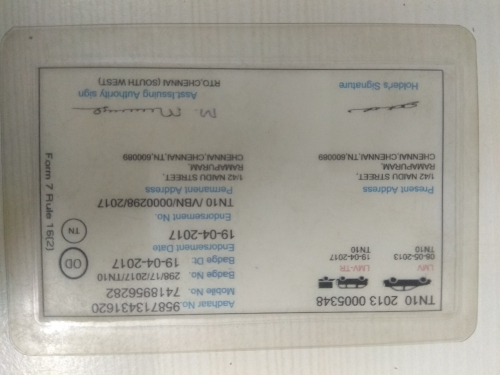 TN10 2013 0005348
LMV LMV-TR
08-05-2013 19-04-2017
TN10 TN10
Present Address
1/42 NAIDU STREET,
RAMAPURAM,
CHENNAI,CHENNAI,TN,600089
Holder's Signature
Aadhaar No. 958713431620
Mobile No. 7418956282
Badge No. 298/17/2017/TN10
Badge Dt. 19-04-2017
Endorsement Date
19-04-2017
Endorsement No.
TN10 /VBN/0000298/2017
Permanent Address
1/42 NAIDU STREET,
RAMAPURAM,
CHENNAI,CHENNAI,TN,600089
Asst.Issuing Authority sign
RTO,CHENNAI (SOUTH WEST)
OD
TN
Form 7 Rule 16(2)